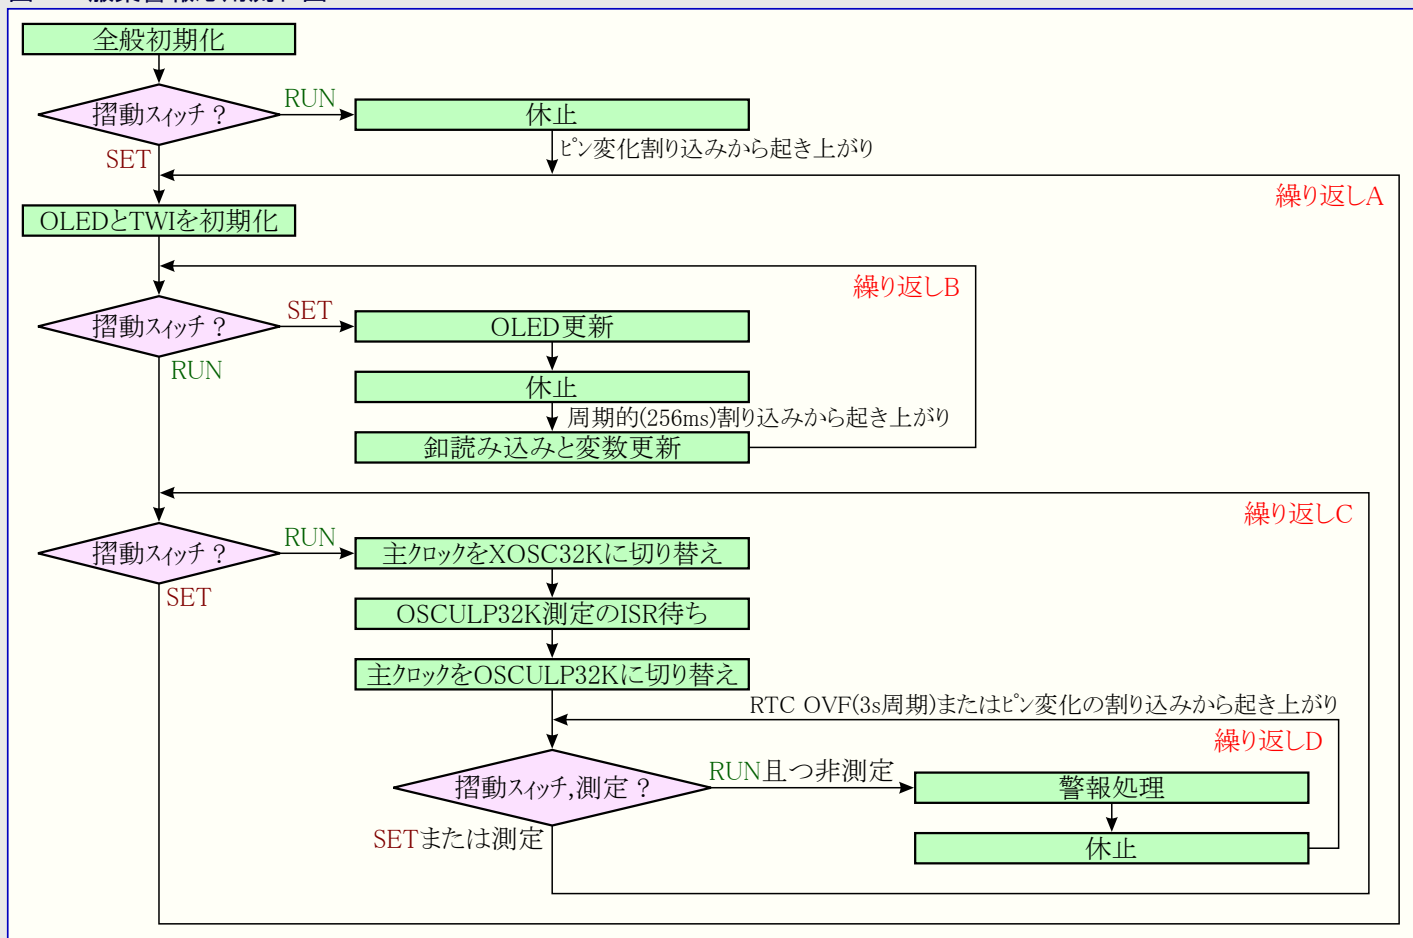 全般初期化
摺動スイッチ？
RUN
休止
SET
ピン変化割り込みから起き上がり
繰り返しA
OLEDとTWIを初期化
繰り返しB
摺動スイッチ？
SET
OLED更新
RUN
休止
周期的(256ms)割り込みから起き上がり
釦読み込みと変数更新
繰り返しC
摺動スイッチ？
RUN
主クロックをXOSC32Kに切り替え
SET
OSCULP32K測定のISR待ち
主クロックをOSCULP32Kに切り替え
RTC OVF(3s周期)またはピン変化の割り込みから起き上がり
繰り返しD
摺動スイッチ,測定？
RUN且つ非測定
警報処理
SETまたは測定
休止